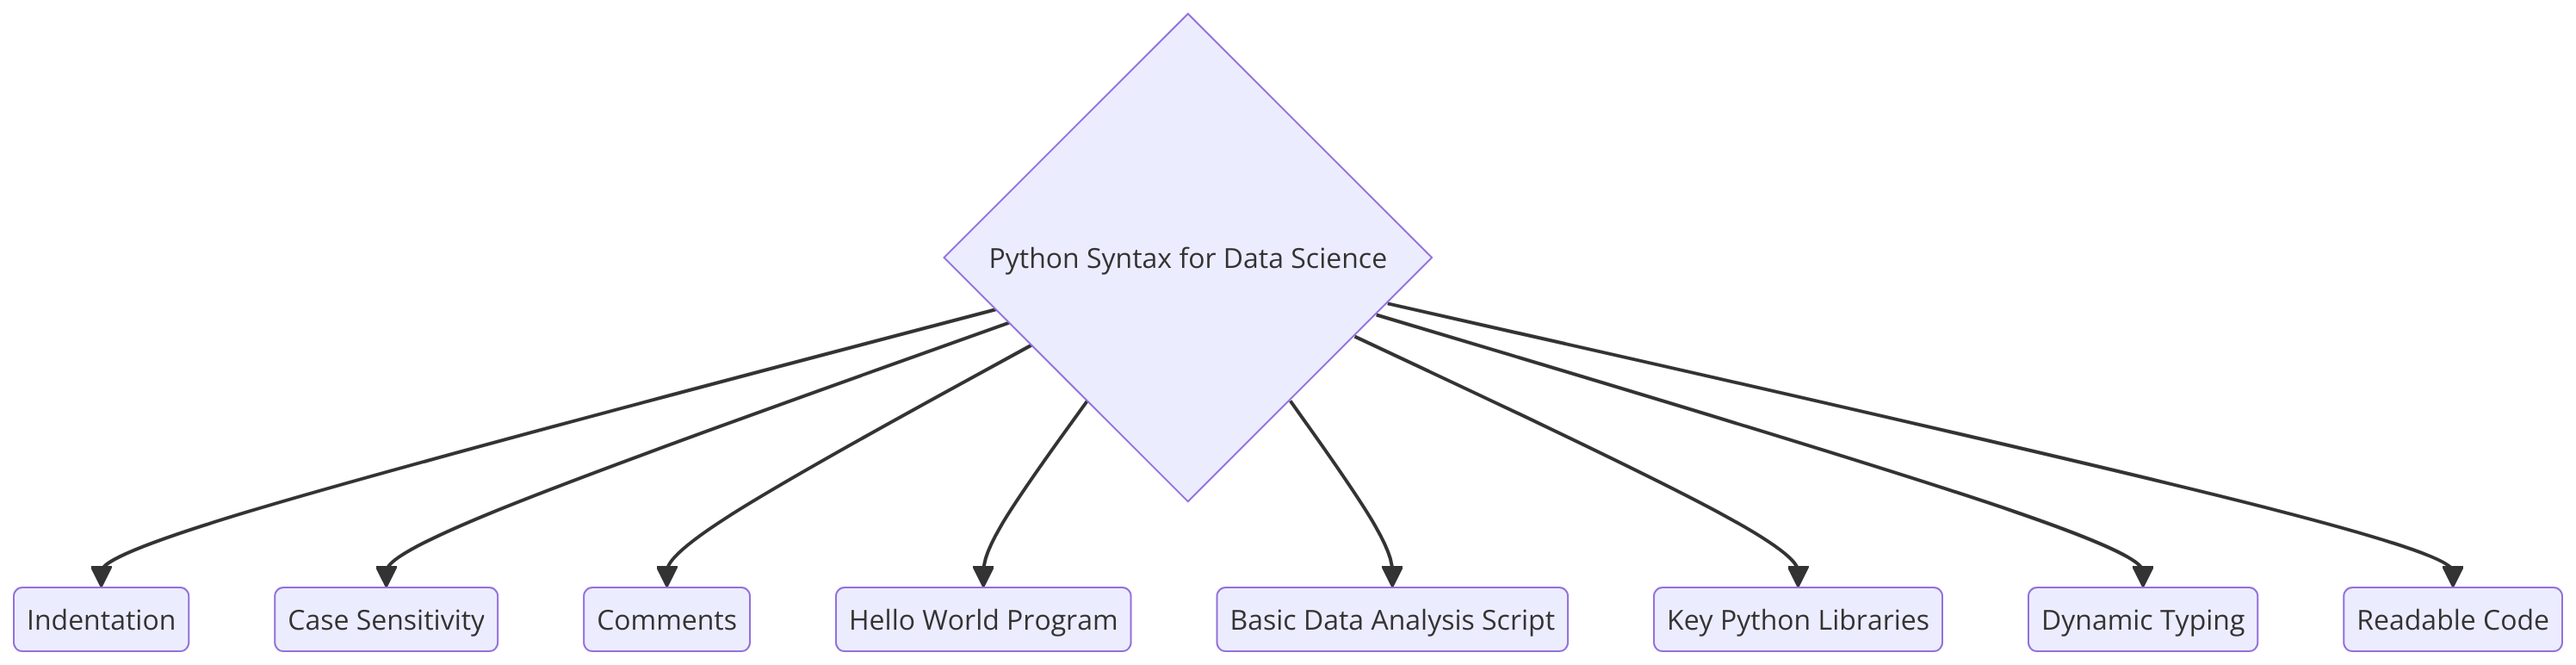 Python Syntax for Data Science
Indentation
Case Sensitivity
Comments
Hello World Program
Basic Data Analysis Script
Key Python Libraries
Dynamic Typing
Readable Code